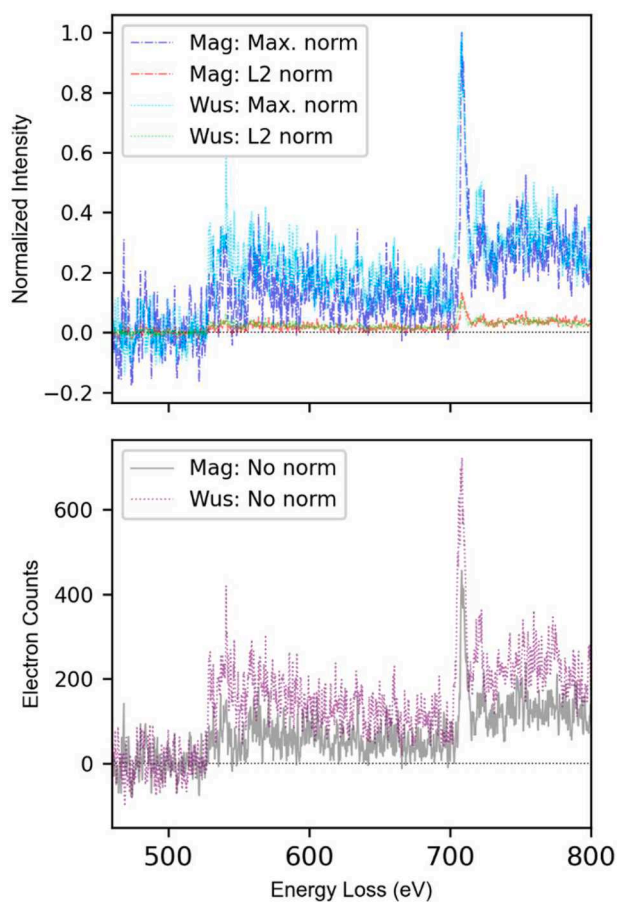 Mag: Max. norm
Mag: L2 norm
Wus: Max. norm
Wus: L2 norm
1.0
0.8
0.6
0.4
0.2
0.0
−0.2
Normalized Intensity
Mag: No norm
Wus: No norm
600
400
200
0
Electron Counts
500
600
700
800
Energy Loss (eV)